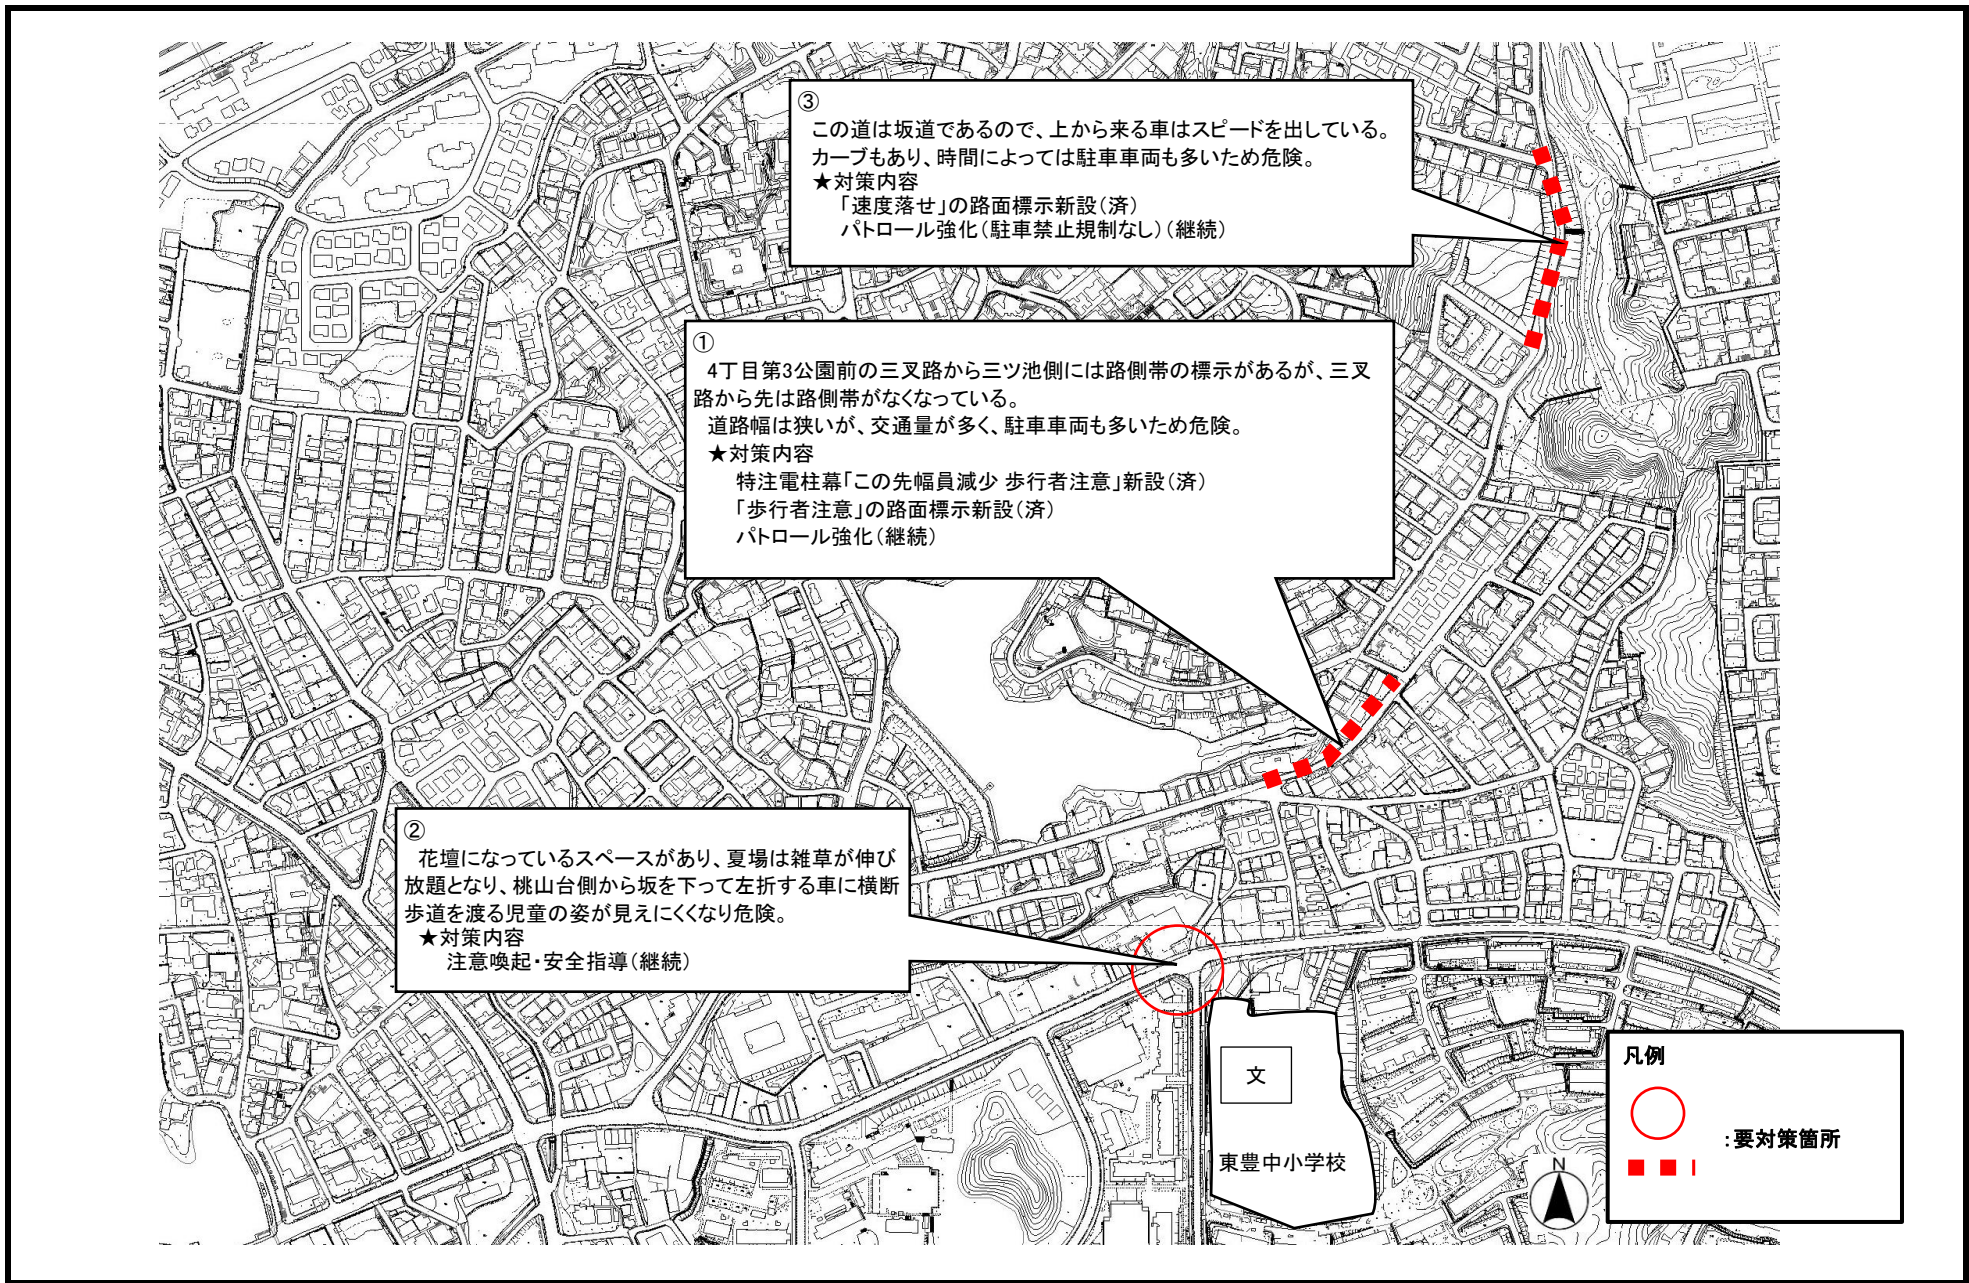 ③
この道は坂道であるので、上から来る車はスピードを出している。
カーブもあり、時間によっては駐車車両も多いため危険。
★対策内容
「速度落せ」の路面標示新設(済)
パトロール強化(駐車禁止規制なし)(継続)
①
4丁目第3公園前の三叉路から三ツ池側には路側帯の標示があるが、三叉
路から先は路側帯がなくなっている。
道路幅は狭いが、交通量が多く、駐車車両も多いため危険。
★対策内容
特注電柱幕「この先幅員減少 歩行者注意」新設(済)
「歩行者注意」の路面標示新設(済)
パトロール強化(継続)
②
花壇になっているスペースがあり、夏場は雑草が伸び
放題となり、桃山台側から坂を下って左折する車に横断
歩道を渡る児童の姿が見えにくくなり危険。
★対策内容
注意喚起・安全指導(継続)
文
東豊中小学校
凡例
:要対策箇所
N